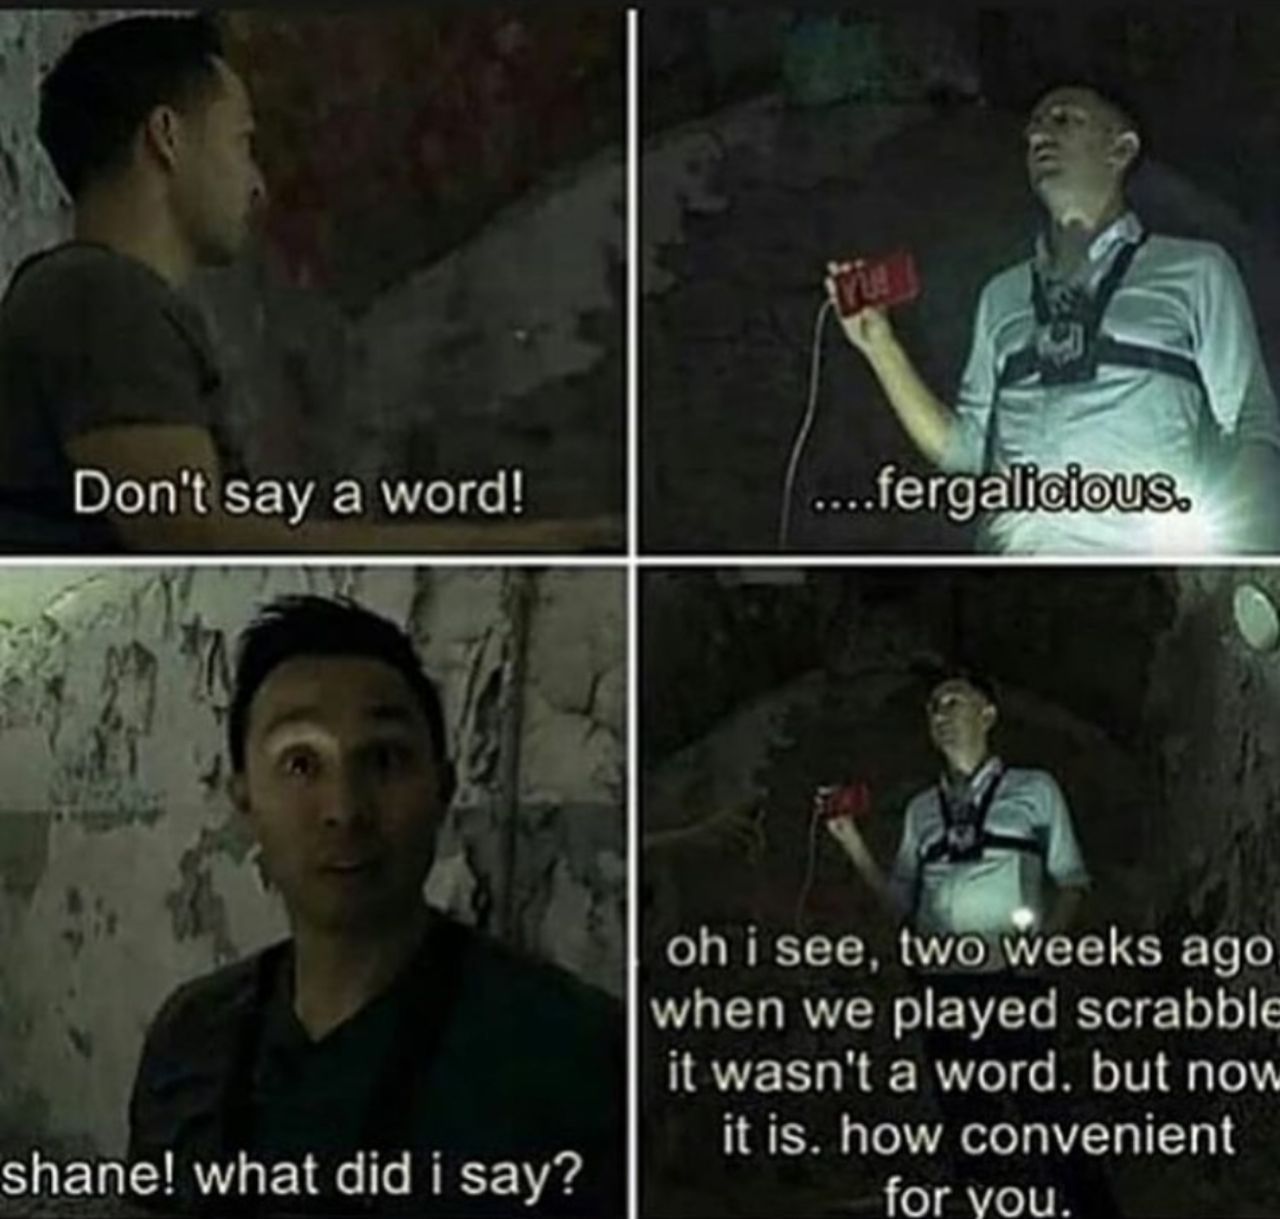 Don't say a word!
....fergalicious.
shane! what did i say?
oh i see, two weeks ago
when we played scrabble
it wasn't a word. but now
it is. how convenient
for you.